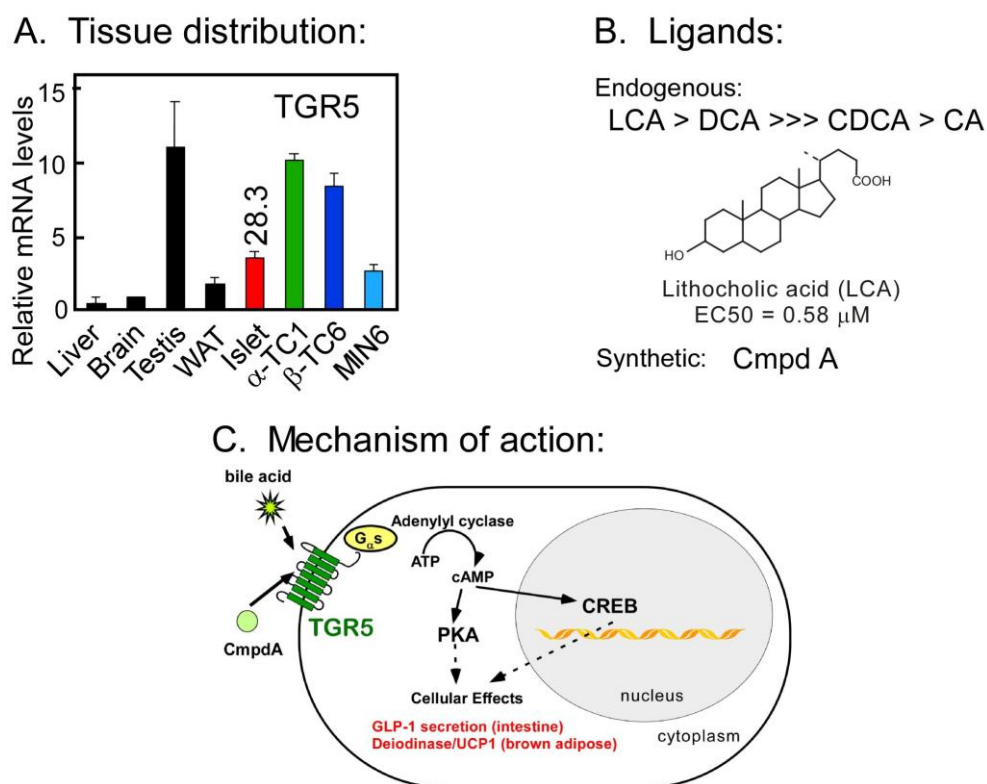 A. Tissue distribution:
TGR5
Relative mRNA levels
15
10
5
0
28.3
Liver
Brain
Testis
WAT
Islet
α-TC1
β-TC6
MIN6
B. Ligands:
Endogenous:
LCA > DCA >>> CDCA > CA
COOH
HO
Lithocholic acid (LCA)
EC50 = 0.58 μM
Synthetic: Cmpd A
C. Mechanism of action:
bile acid
Gαs
Adenylyl cyclase
ATP
cAMP
TGR5
CmpdA
PKA
CREB
Cellular Effects
nucleus
GLP-1 secretion (intestine)
Deiodinase/UCP1 (brown adipose)
cytoplasm